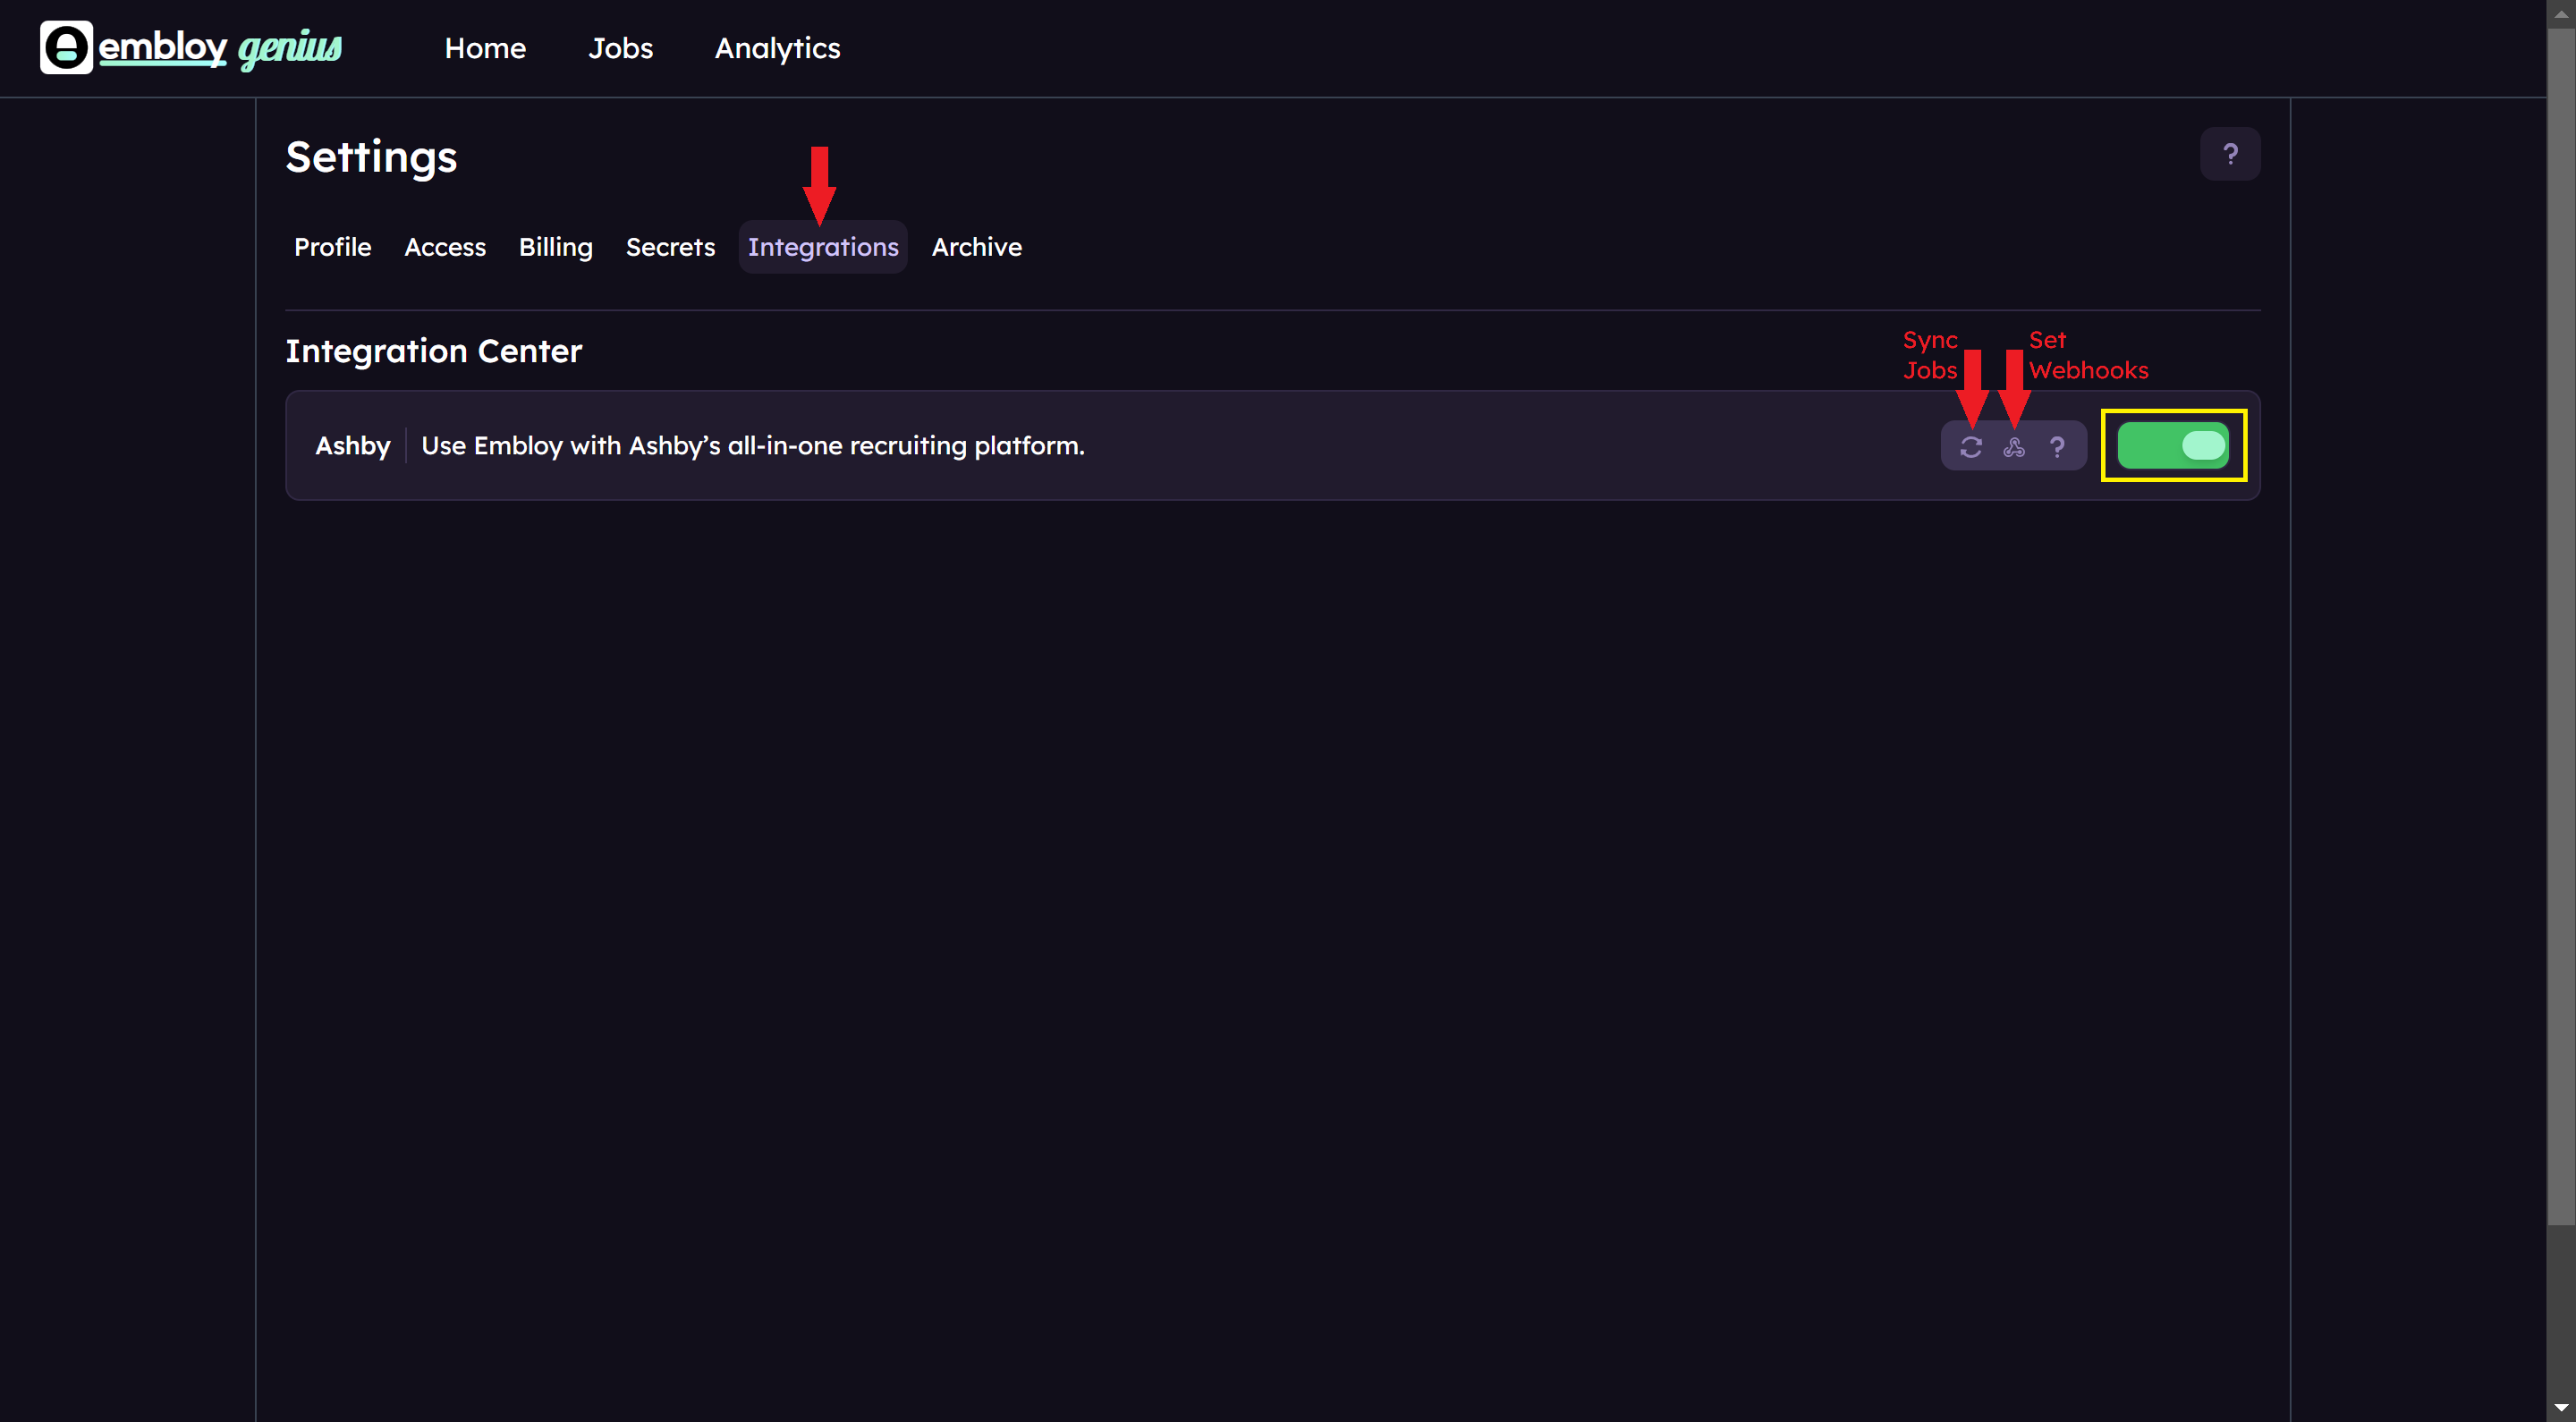 embloy genius
Home
Jobs
Analytics
Settings
?
Profile
Access
Billing
Secrets
Integrations
Archive
Integration Center
Sync
Jobs
Set
Webhooks
Ashby
Use Embloy with Ashby’s all-in-one recruiting platform.
?